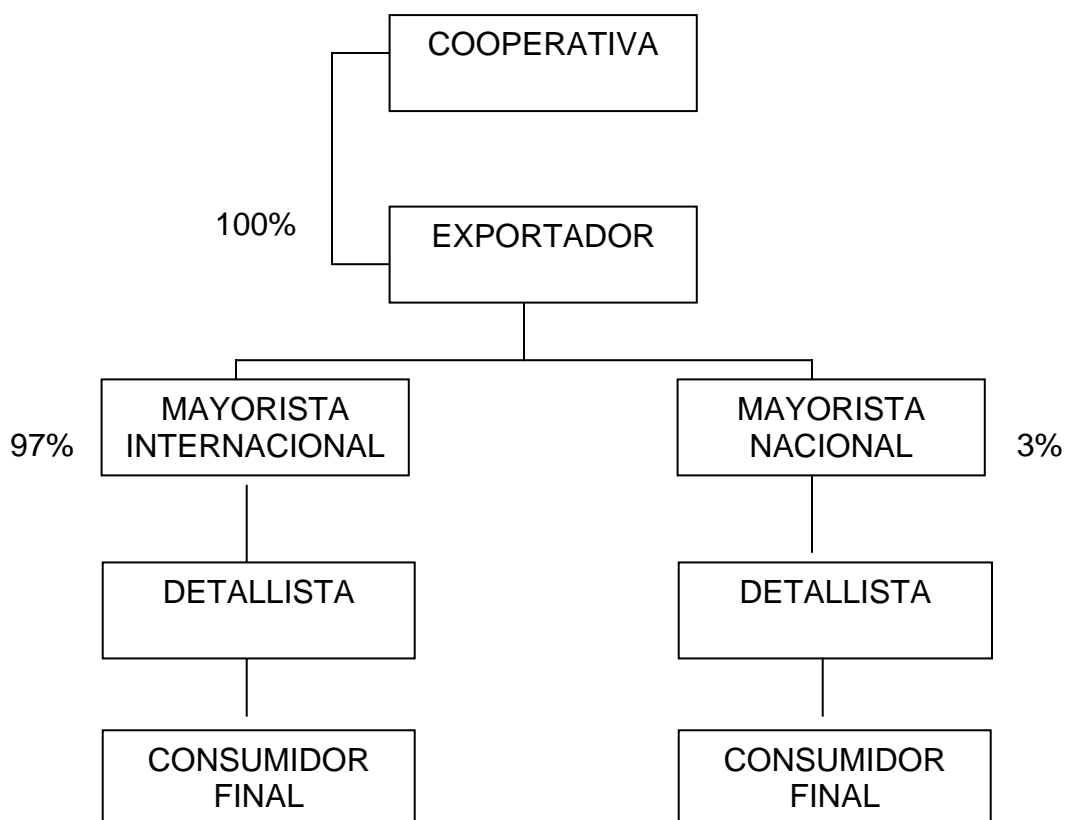 COOPERATIVA
100%
EXPORTADOR
MAYORISTA
INTERNACIONAL
97%
MAYORISTA
NACIONAL
3%
DETALLISTA
DETALLISTA
CONSUMIDOR
FINAL
CONSUMIDOR
FINAL